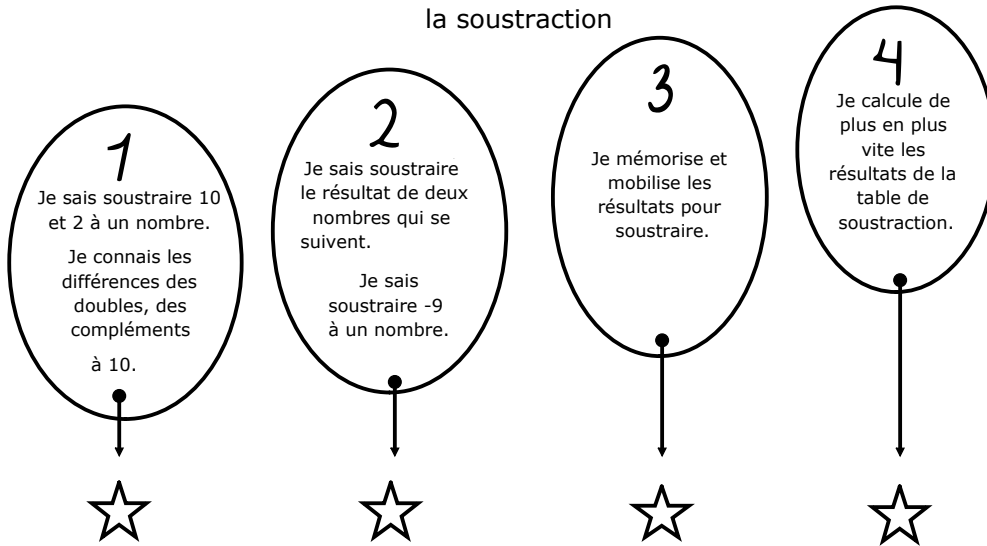 la soustraction
1
Je sais soustraire 10
et 2 à un nombre.
Je connais les
différences des
doubles, des
compléments
à 10.
2
Je sais soustraire
le résultat de deux
nombres qui se
suivent.
Je sais
soustraire -9
à un nombre.
3
Je mémorise et
mobilise les
résultats pour
soustraire.
4
Je calcule de
plus en plus
vite les
résultats de la
table de
soustraction.